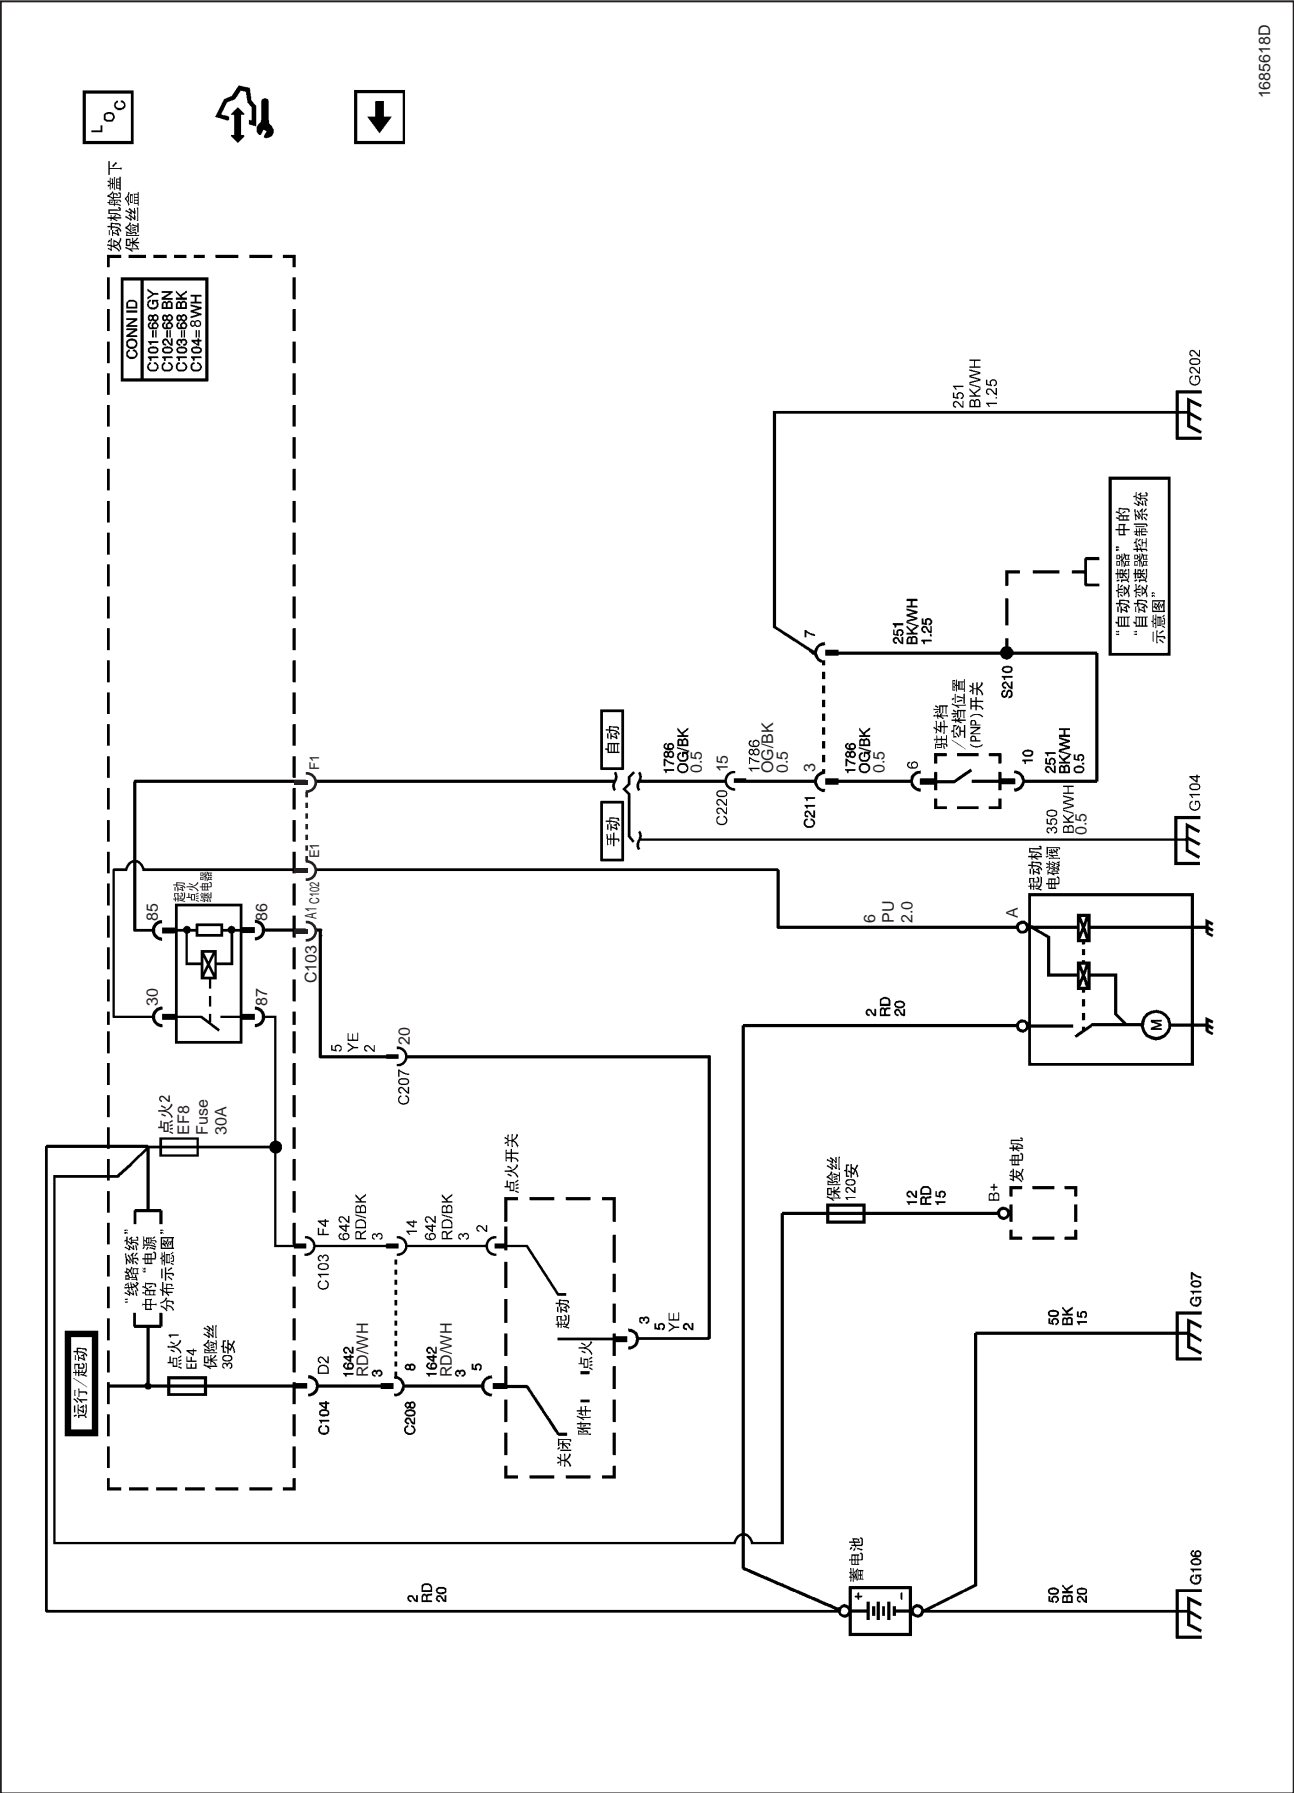 LOC
发动机舱盖下
保险丝盒
CONN ID
C101=68 GY
C102=68 BN
C103=68 BK
C104=8WH
运行/起动
点火1
EF4
保险丝
30安
“线路系统”
中的 “电源
分布示意图”
点火2
EF8
Fuse
30A
30
87
85
86
起动
点火
继电器
D2
C104
F4
C103
A1
C103
E1
C102
F1
1642
RD/WH
3
642
RD/BK
3
8
C208
14
1642
RD/WH
3
5
642
RD/BK
3
2
5
YE
2
20
C207
点火开关
关闭
附件
点火
起动
3
5
YE
2
手动
自动
1786
OG/BK
0.5
15
C220
1786
OG/BK
0.5
3
C211
7
1786
OG/BK
0.5
6
驻车档
/空档位置
(PNP)开关
10
251
BK/WH
0.5
251
BK/WH
1.25
S210
251
BK/WH
1.25
G202
“自动变速器” 中的
“自动变速器控制系统
示意图”
350
BK/WH
0.5
G104
6
PU
2.0
A
起动机
电磁阀
M
2
RD
20
保险丝
120安
12
RD
15
B+
发电机
2
RD
20
蓄电池
+
−
50
BK
15
G107
50
BK
20
G106
1685618D